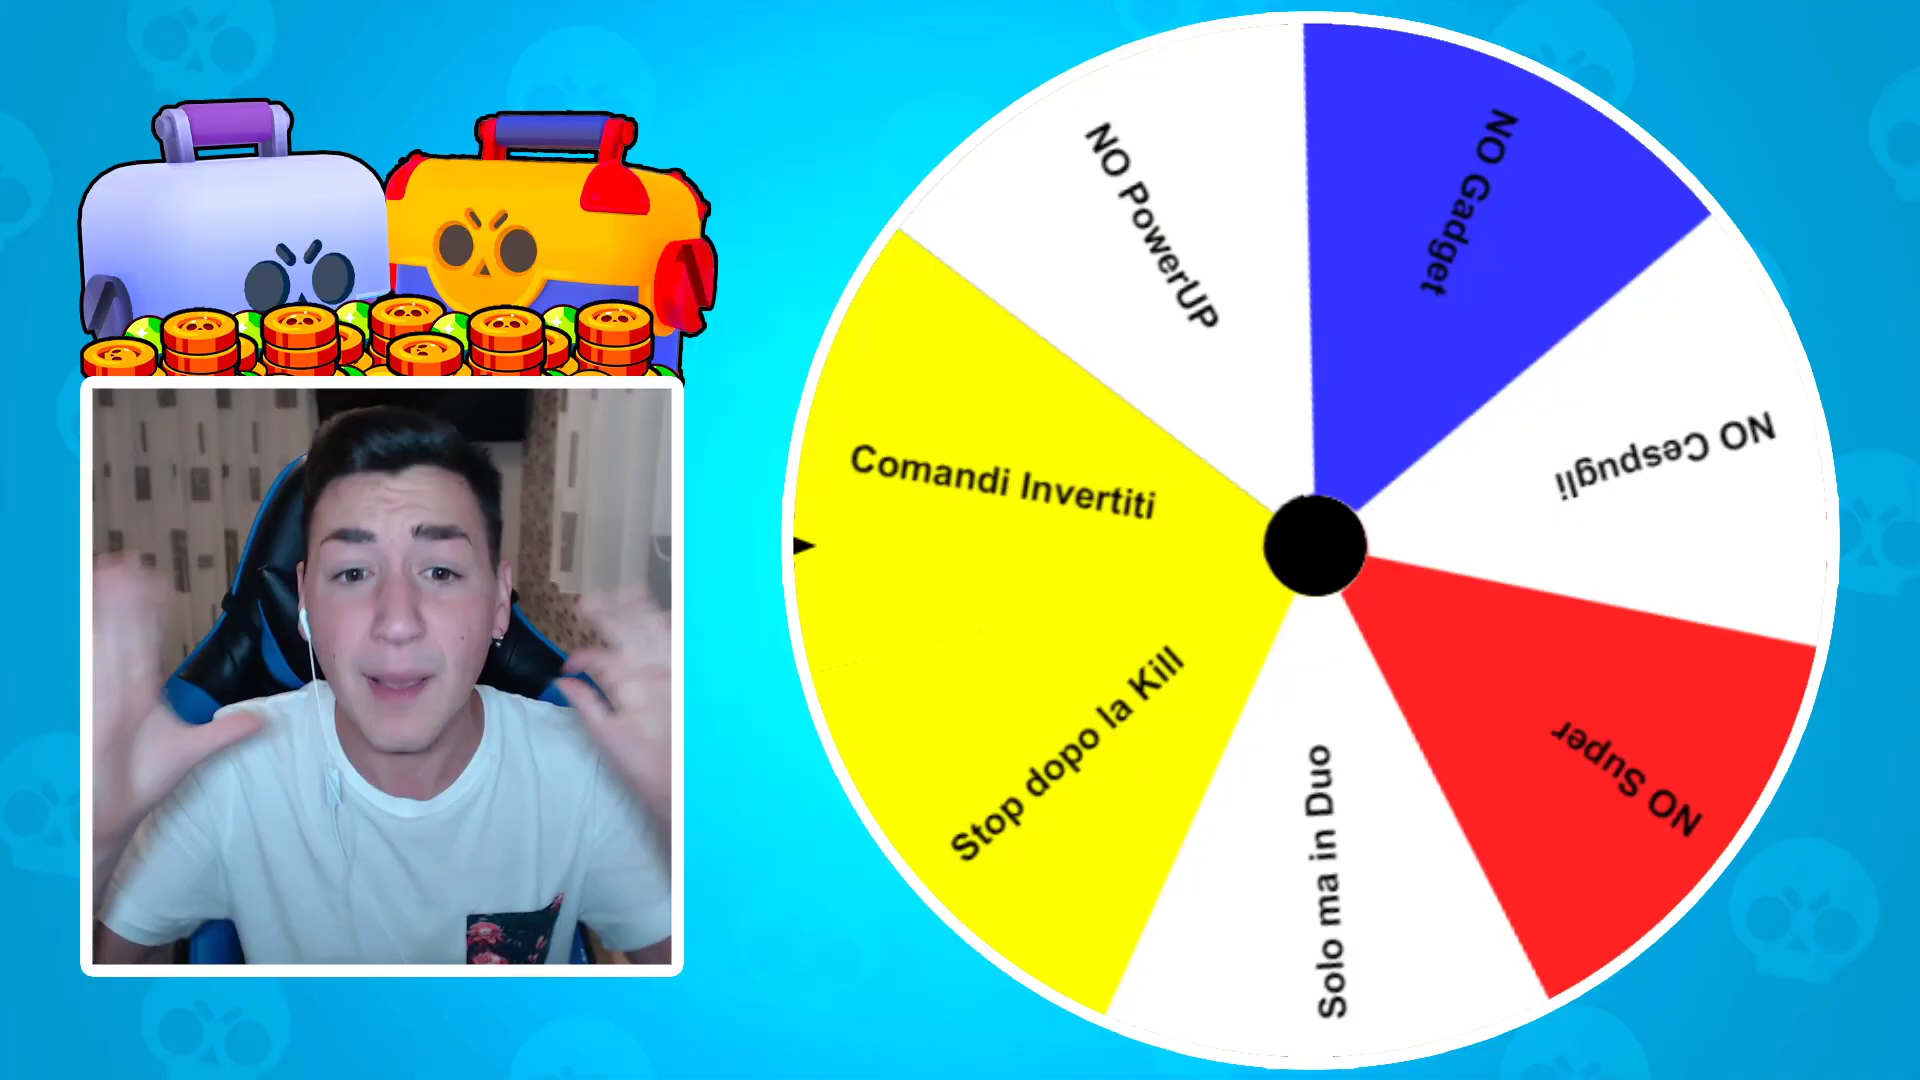 NO PowerUP
NO Gadget
NO Cespugli
Comandi Invertiti
Stop dopo la Kill
Solo ma in Duo
NO Super